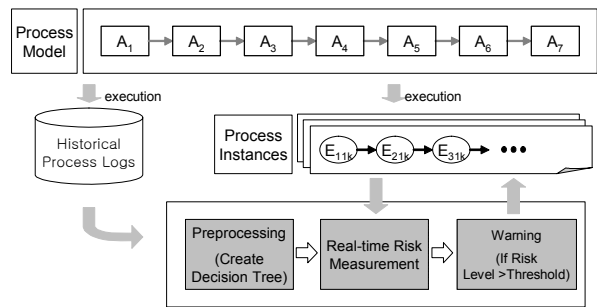 Process Model
A1 A2 A3 A4 A5 A6 A7
execution
execution
Historical
Process Logs
Process
Instances
E11k E21k E31k •••
Preprocessing
(Create
Decision Tree)
Real-time Risk
Measurement
Warning
(If Risk
Level >Threshold)